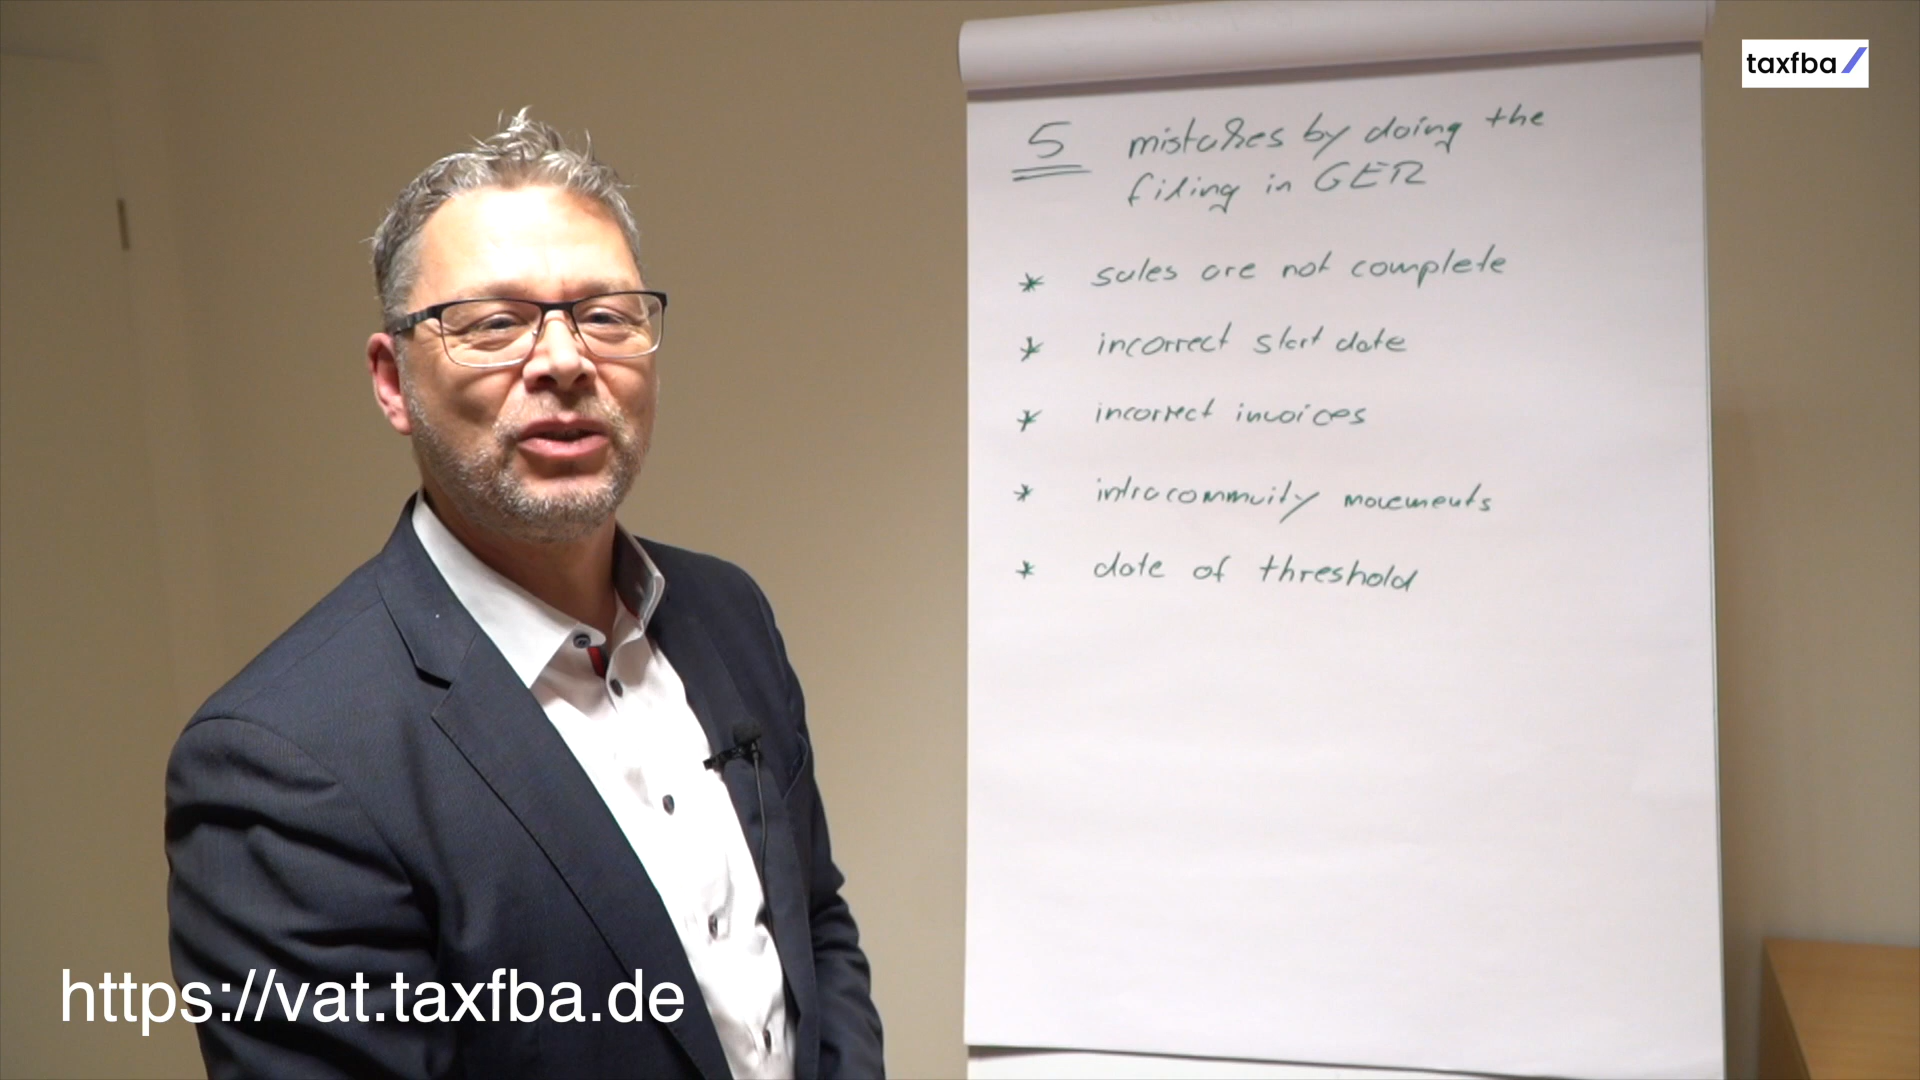 taxfba/
5 mistakes by doing the
filing in GER
* sales are not complete
* incorrect start date
* incorrect invoices
* intracommuity movements
* date of threshold
https://vat.taxfba.de